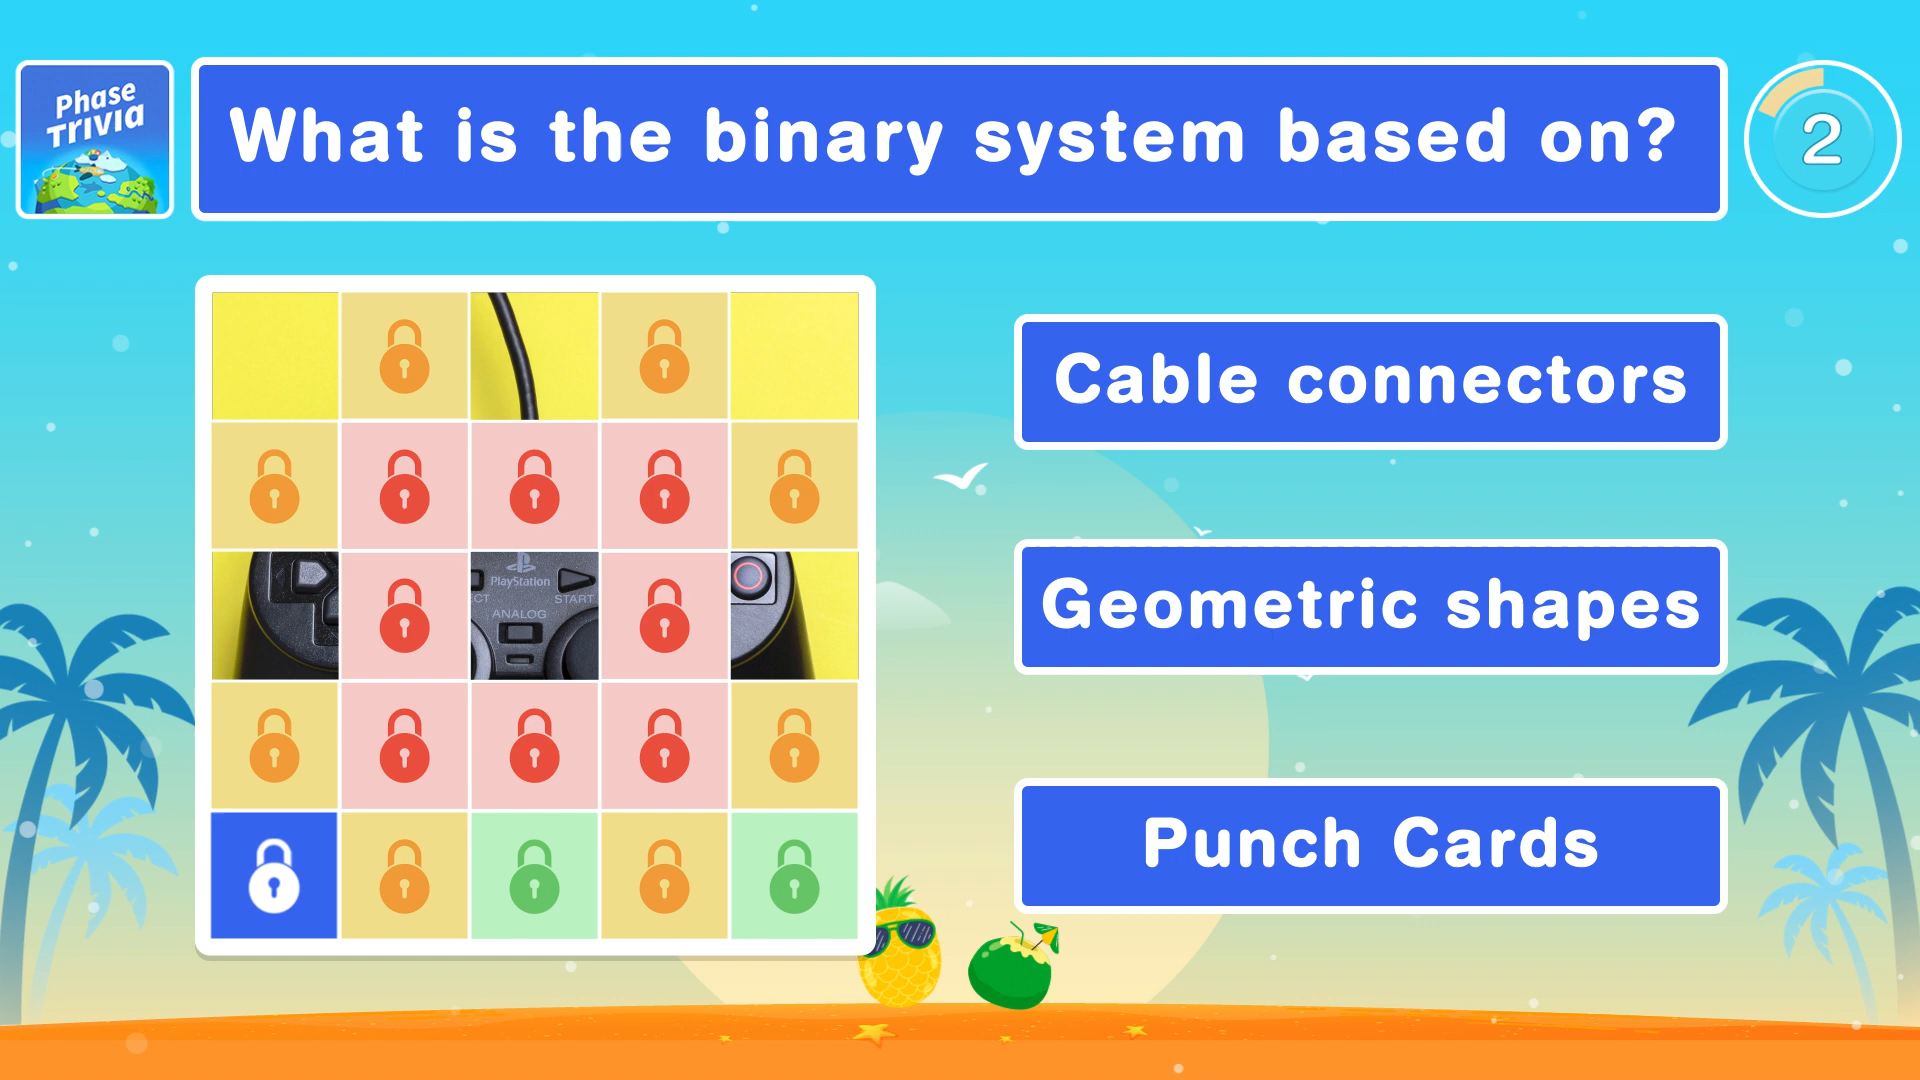 Phase
Trivia
What is the binary system based on?
2
Cable connectors
Geometric shapes
PlayStation
ECT
START
ANALOG
Punch Cards